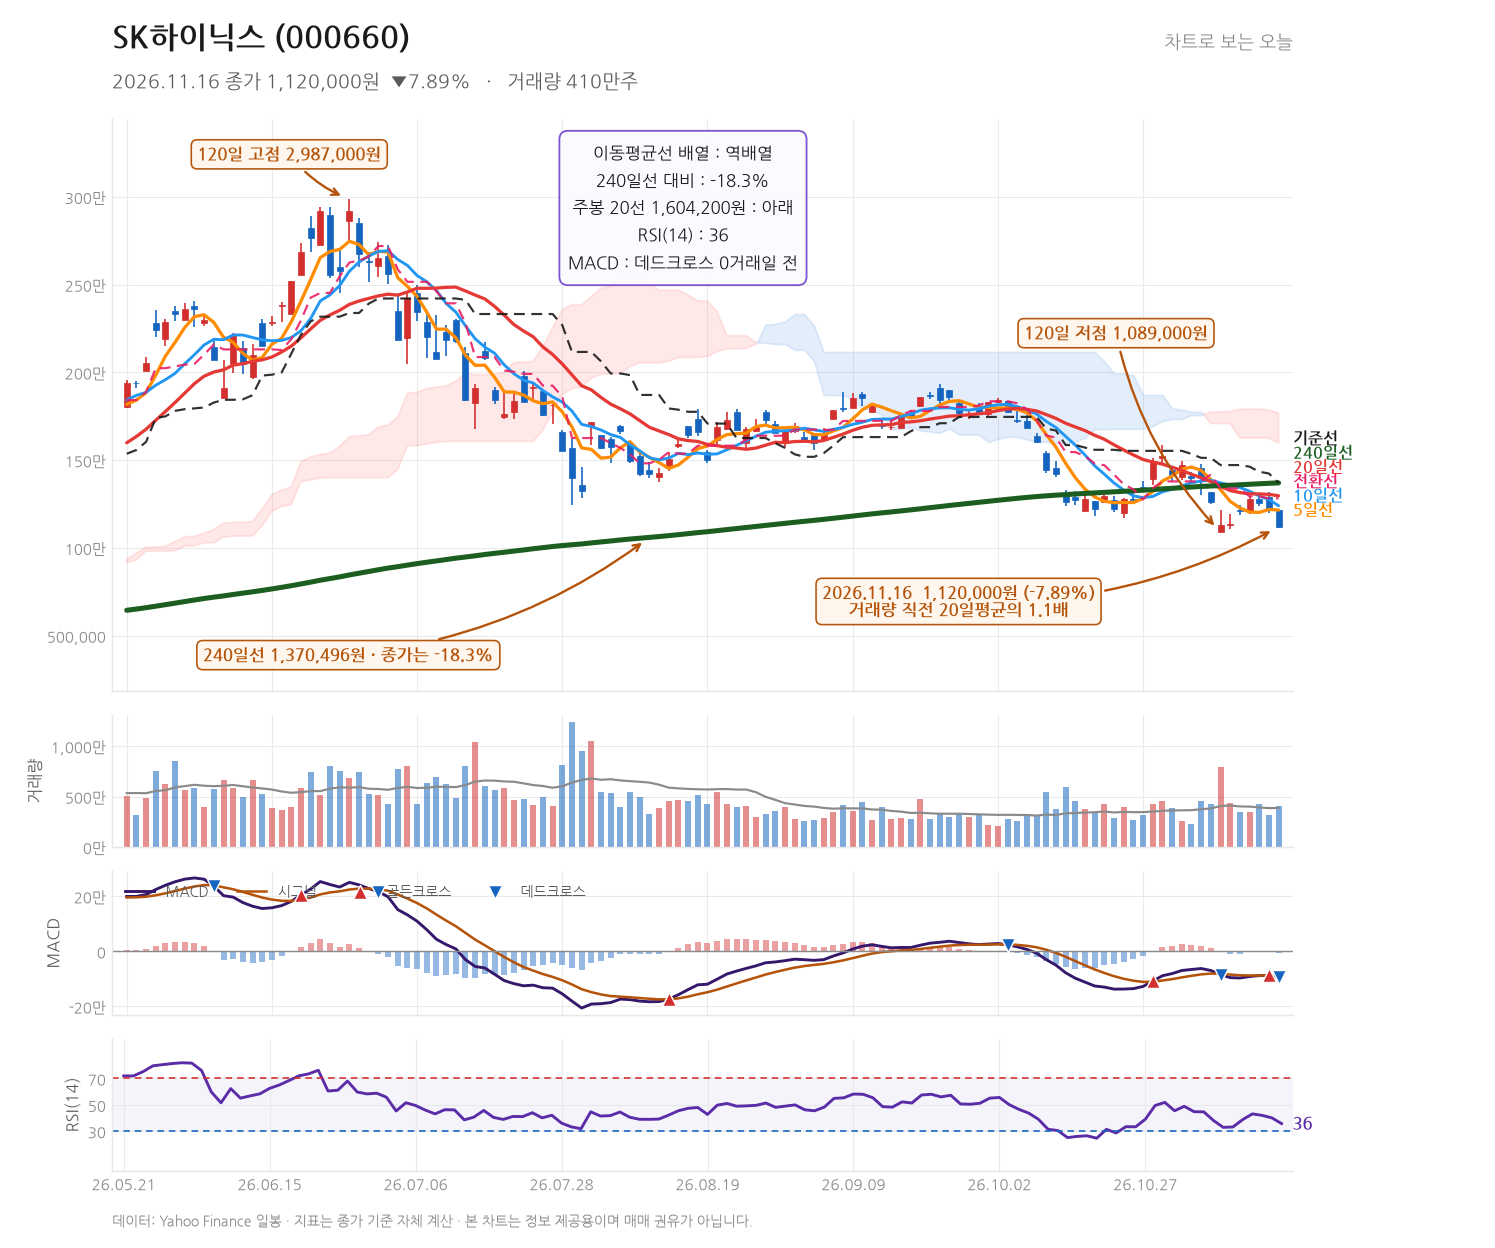 SK하이닉스 (000660)
차트로 보는 오늘
2026.11.16 종가 1,120,000원 ▼7.89% · 거래량 410만주
120일 고점 2,987,000원
이동평균선 배열 : 역배열
240일선 대비 : -18.3%
주봉 20선 1,604,200원 : 아래
RSI(14) : 36
MACD : 데드크로스 0거래일 전
120일 저점 1,089,000원
300만
250만
200만
150만
100만
500,000
기준선
240일선
20일선
전환선
10일선
5일선
2026.11.16 1,120,000원 (-7.89%)
거래량 직전 20일평균의 1.1배
240일선 1,370,496원 · 종가는 -18.3%
거래량
1,000만
500만
0만
MACD
20만
0
-20만
MACD
시그널
골든크로스
데드크로스
RSI(14)
70
50
30
36
26.05.21
26.06.15
26.07.06
26.07.28
26.08.19
26.09.09
26.10.02
26.10.27
데이터: Yahoo Finance 일봉 · 지표는 종가 기준 자체 계산 · 본 차트는 정보 제공용이며 매매 권유가 아닙니다.